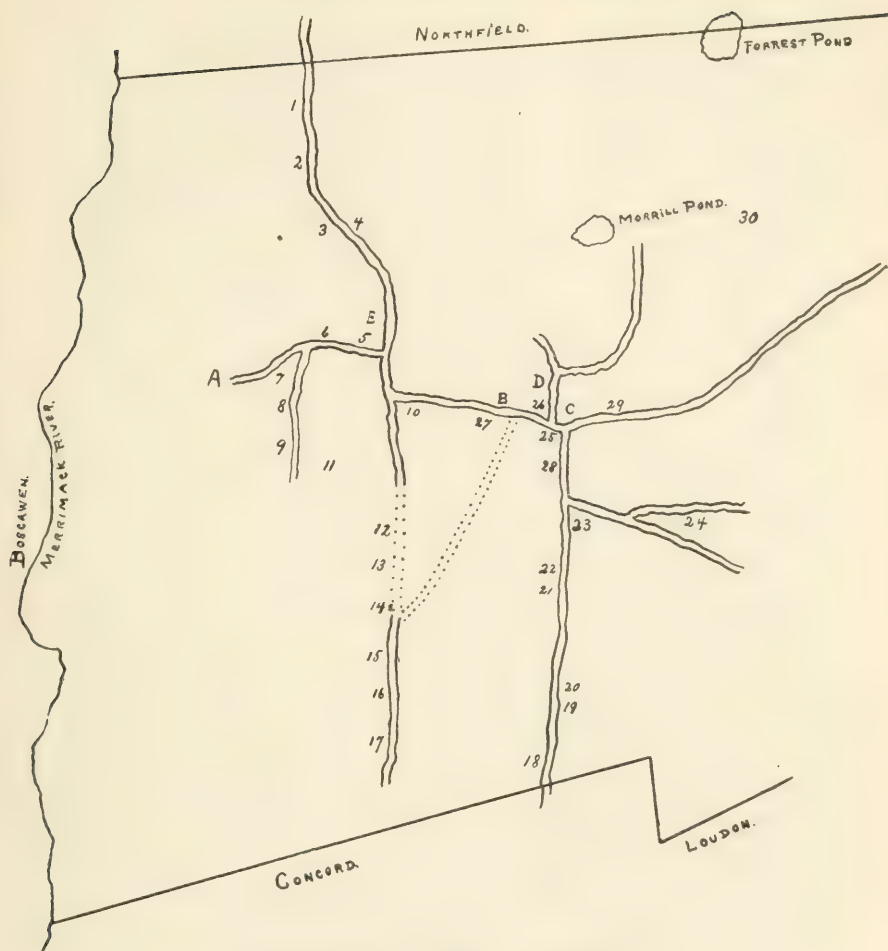 NORTHFIELD.
FORREST POND
1
2
MORRILL POND.
30
4
3
E
6
5
A
7
D
8
26
B
C
29
10
27
25
9
11
28
BOSCAWEN.
MERRIMACK RIVER.
12
23
24
13
22
21
14
15
20
16
19
17
18
LOUDON.
CONCORD.